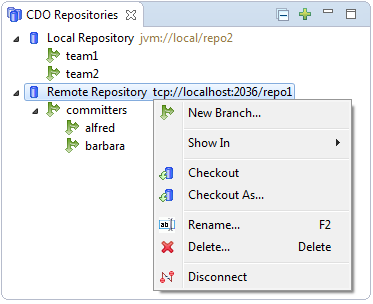 CDO Repositories
Local Repository jvm://local/repo2
team1
team2
Remote Repository tcp://localhost:2036/repo1
committers
alfred
barbara
New Branch...
Show In
Checkout
Checkout As...
Rename... F2
Delete... Delete
Disconnect